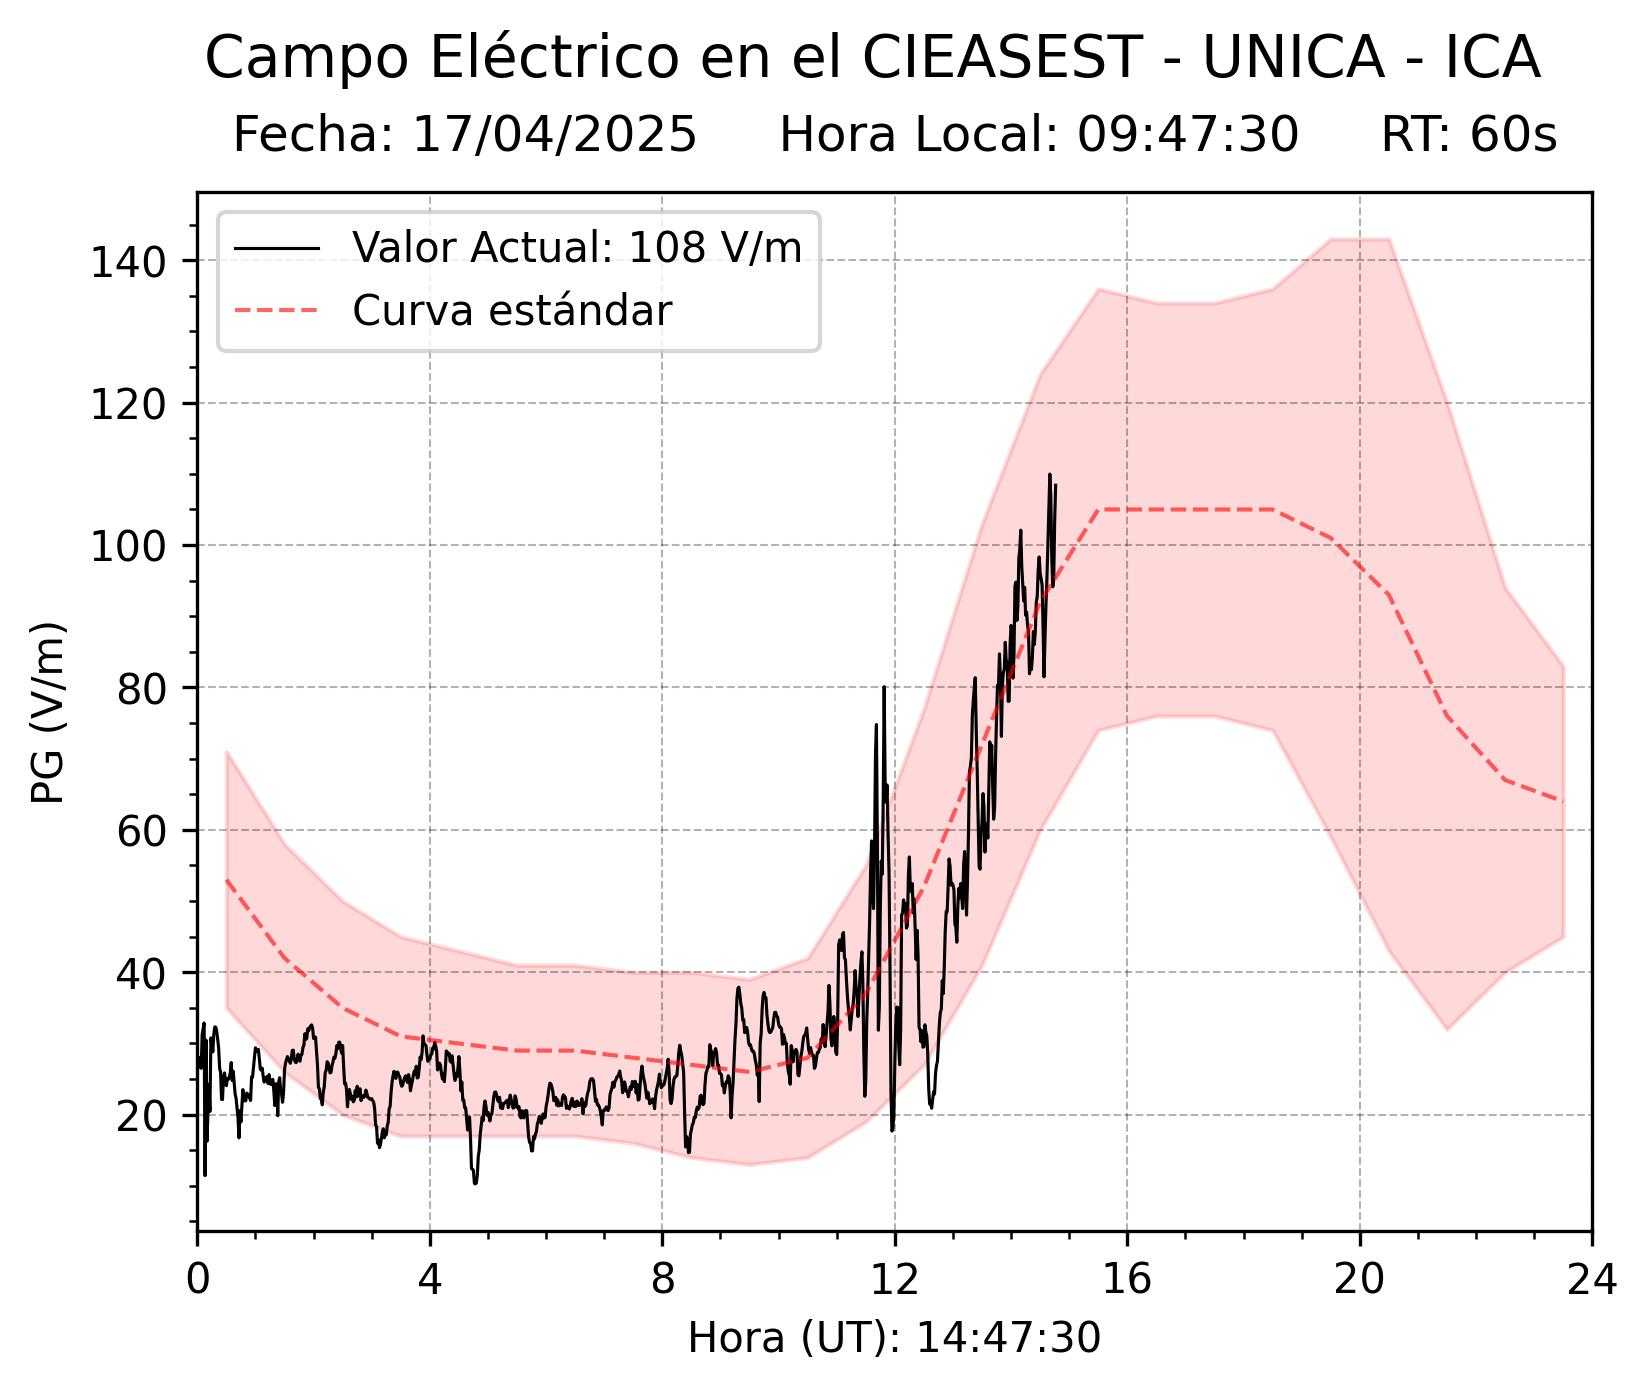 Campo Eléctrico en el CIEASEST - UNICA - ICA
Fecha: 17/04/2025 Hora Local: 09:47:30 RT: 60s
Valor Actual: 108 V/m
Curva estándar
PG (V/m)
140
120
100
80
60
40
20
0 4 8 12 16 20 24
Hora (UT): 14:47:30